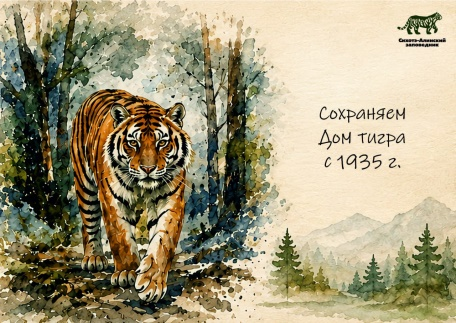 Сихотэ-Алинский
заповедник
Сохраняем
Дом тигра
с 1935 г.